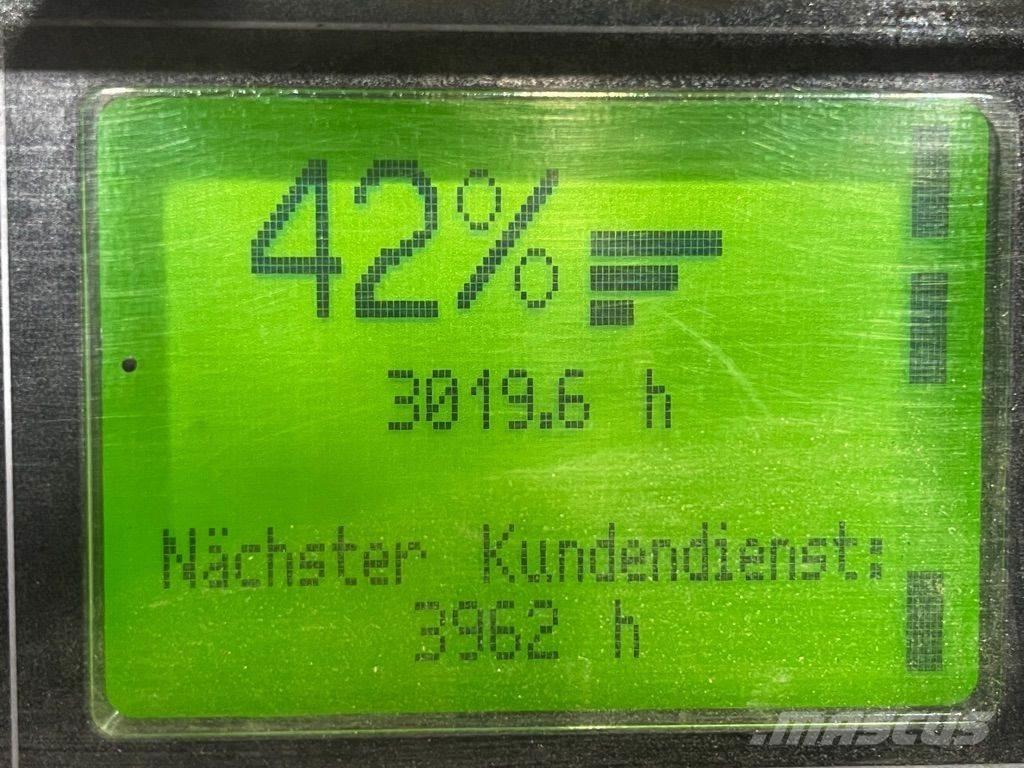 42%
3019.6 h
Nächster Kundendienst:
3962 h
mascus